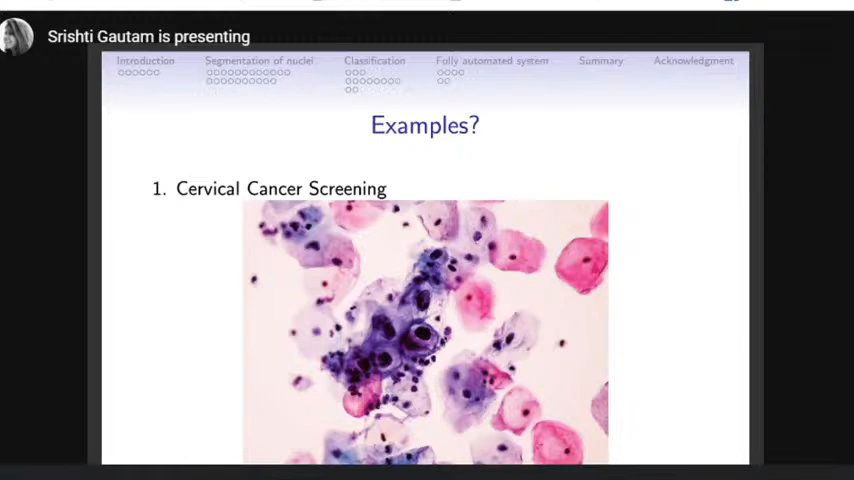 Srishti Gautam is presenting
Introduction Segmentation of nuclei Classification Fully automated system Summary Acknowledgment
Examples?
1. Cervical Cancer Screening